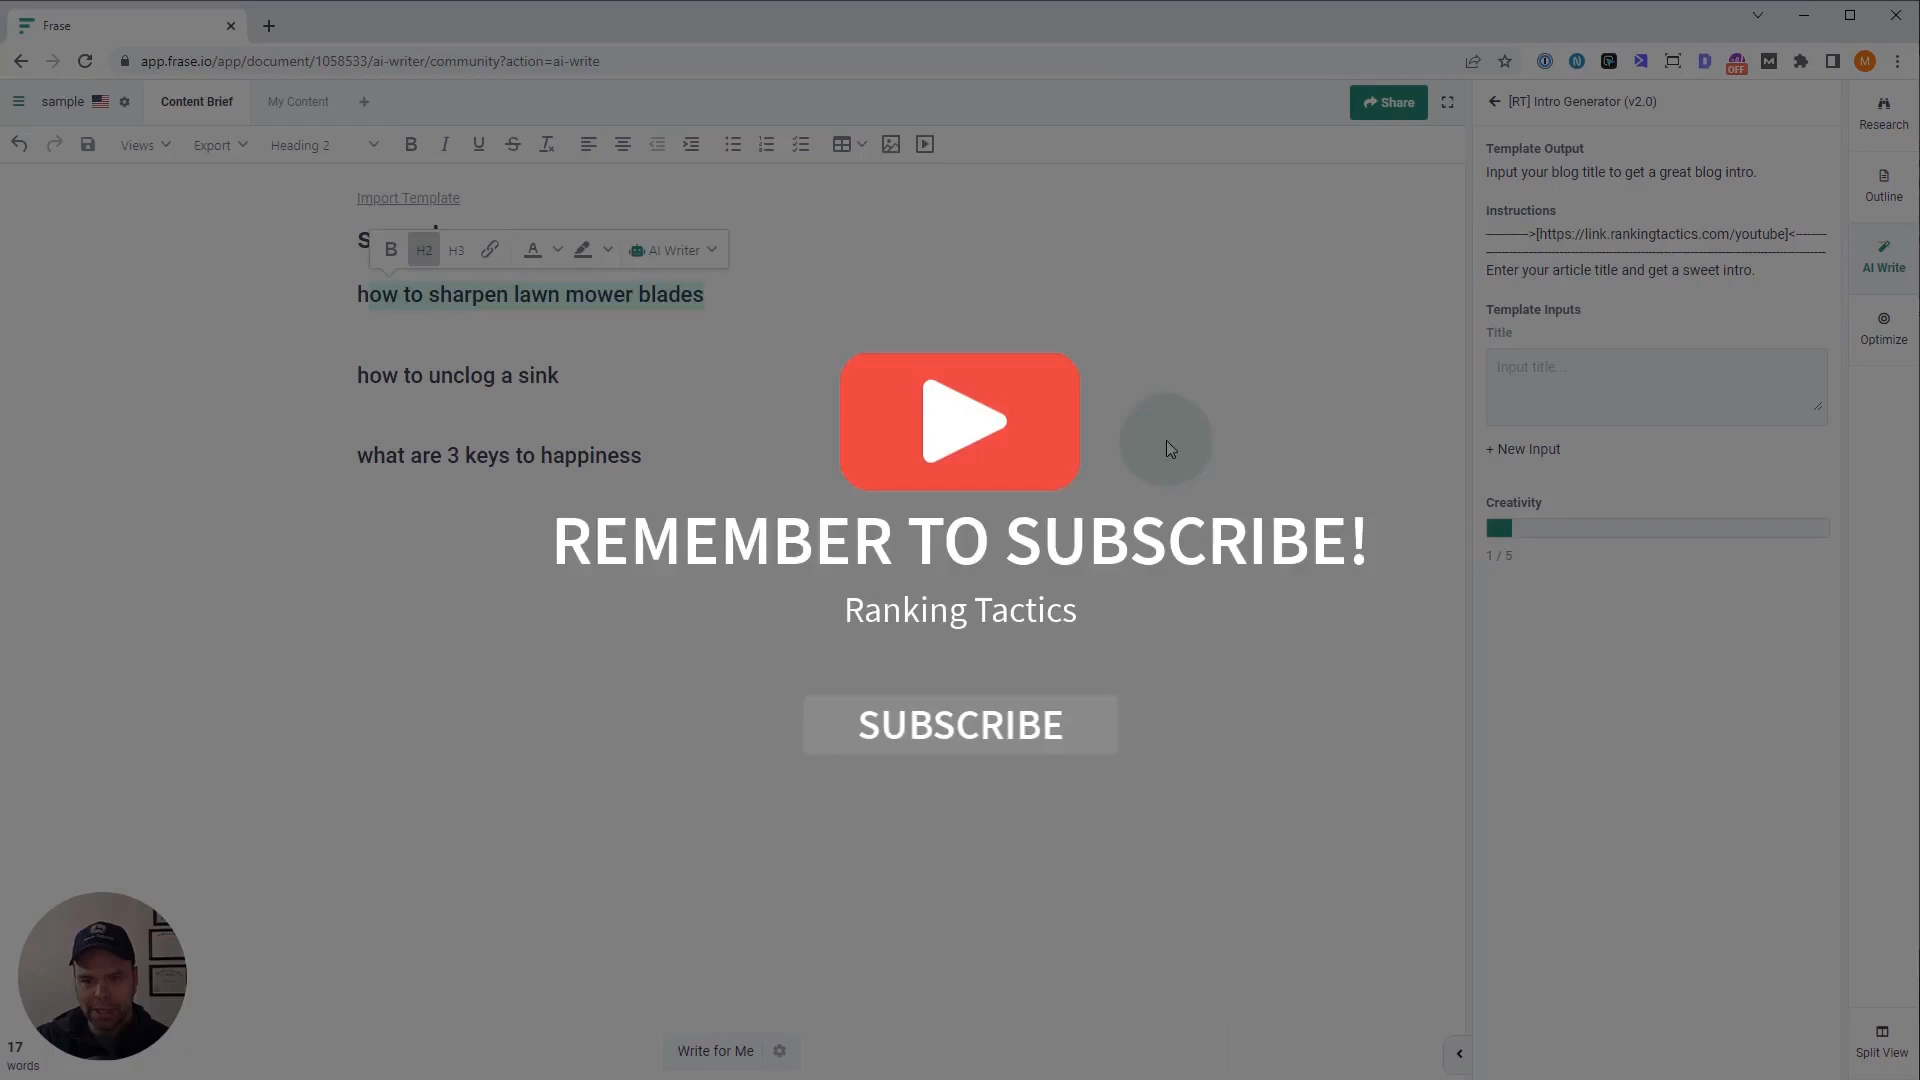 Frase
app.frase.io/app/document/1058533/ai-writer/community?action=ai-write
OFF
M
sample
Content Brief
My Content
Share
[RT] Intro Generator (v2.0)
Research
Views
Export
Heading 2
Import Template
B
H2
H3
A
AI Writer
how to sharpen lawn mower blades
how to unclog a sink
what are 3 keys to happiness
Template Output
Input your blog title to get a great blog intro.
Instructions
---------->[https://link.rankingtactics.com/youtube]<-------
Enter your article title and get a sweet intro.
Template Inputs
Title
Input title...
+ New Input
Creativity
1 / 5
Outline
AI Write
Optimize
REMEMBER TO SUBSCRIBE!
Ranking Tactics
SUBSCRIBE
17
words
Write for Me
Split View